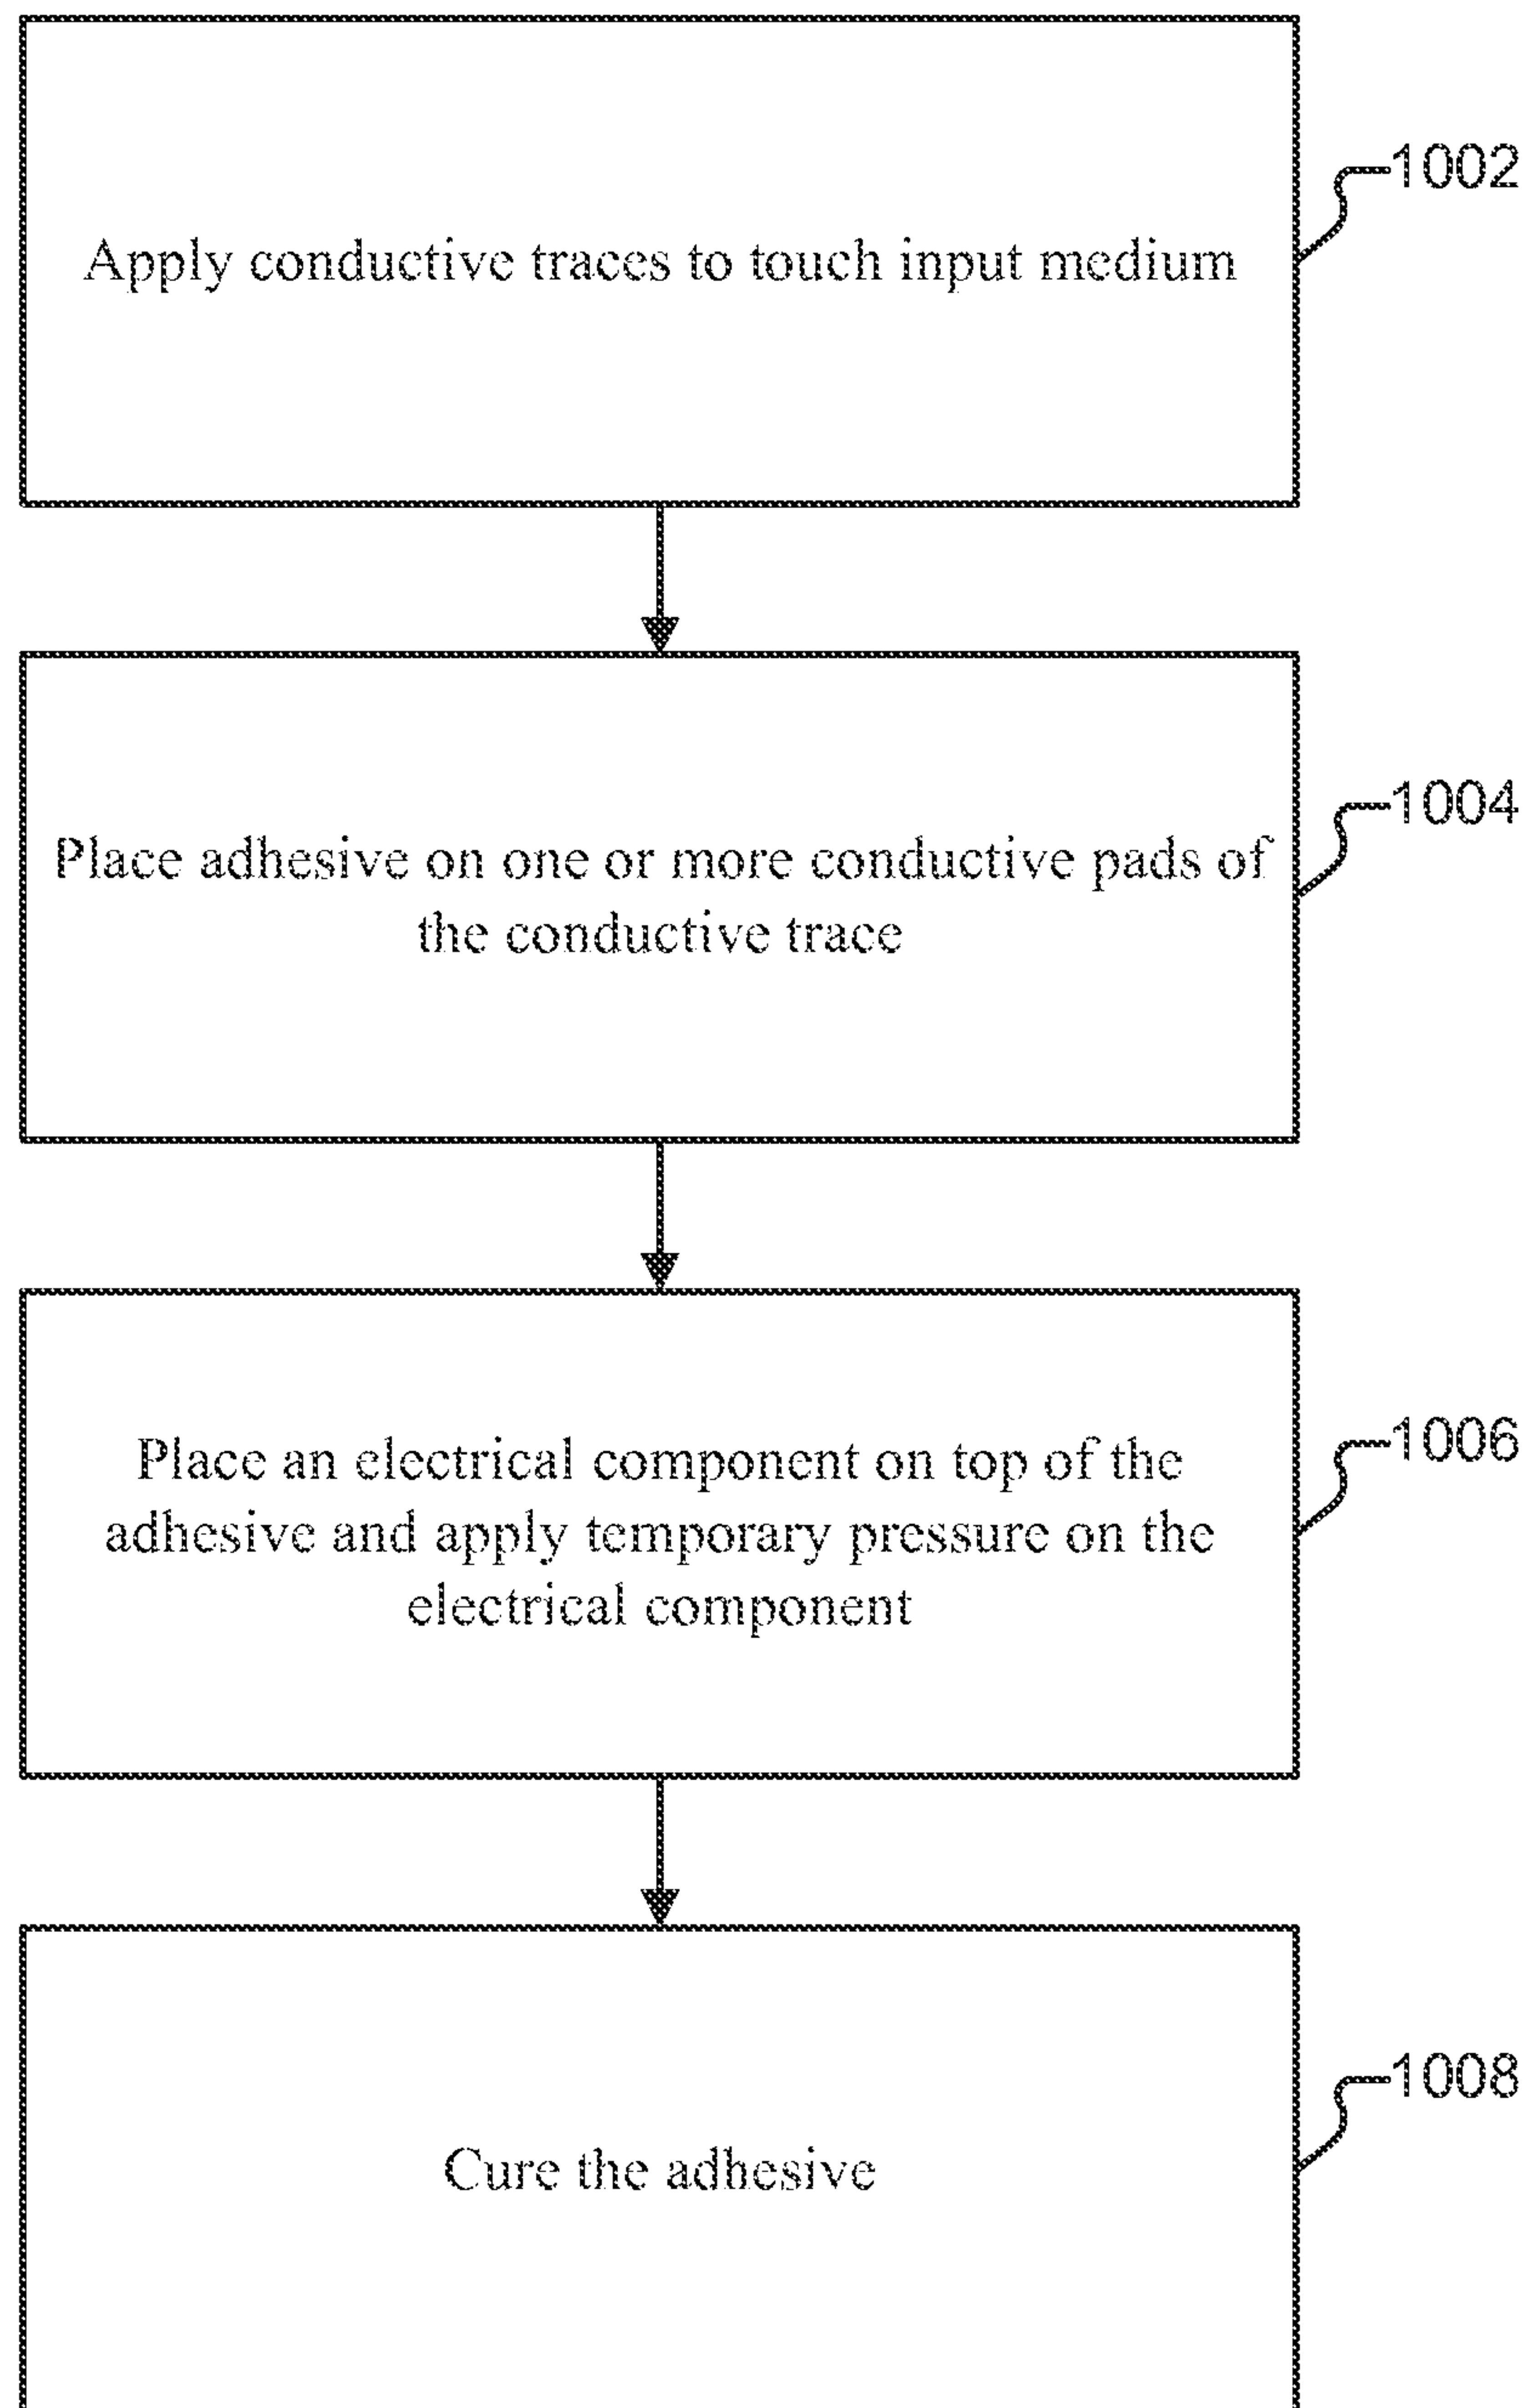 Apply conductive traces to touch input medium
1002
Place adhesive on one or more conductive pads of
the conductive trace
1004
Place an electrical component on top of the
adhesive and apply temporary pressure on the
electrical component
1006
Cure the adhesive
1008